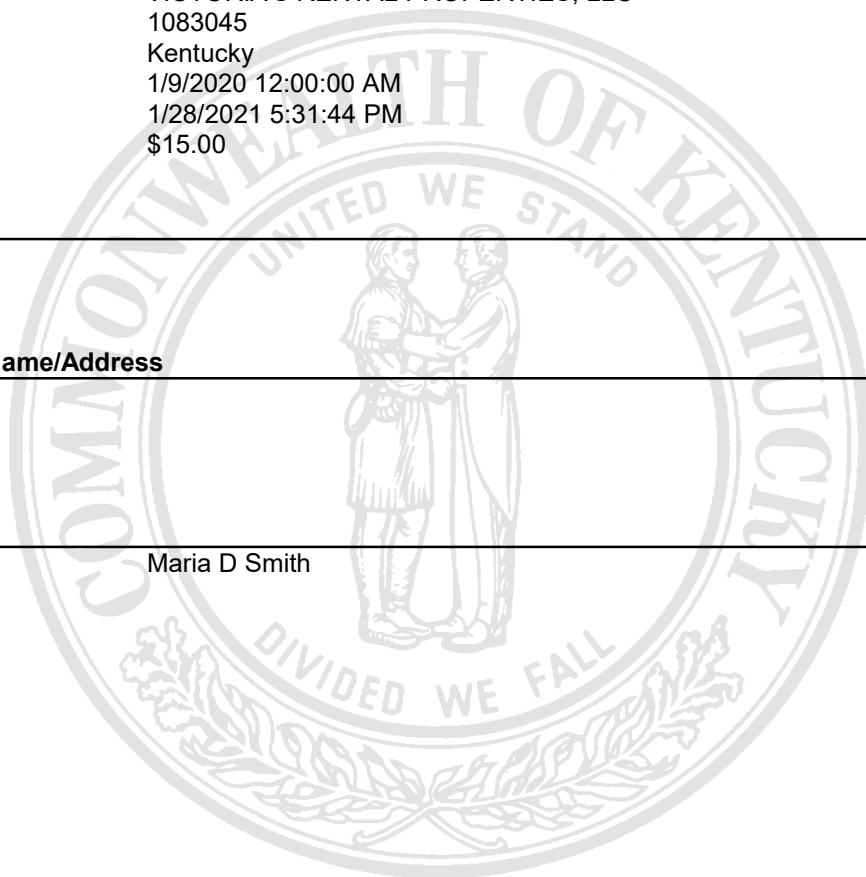 1083045
Kentucky
1/9/2020 12:00:00 AM
1/28/2021 5:31:44 PM
$15.00
COMMONWEALTH OF KENTUCKY
UNITED WE STAND
ame/Address
Maria D Smith
DIVIDED WE FALL